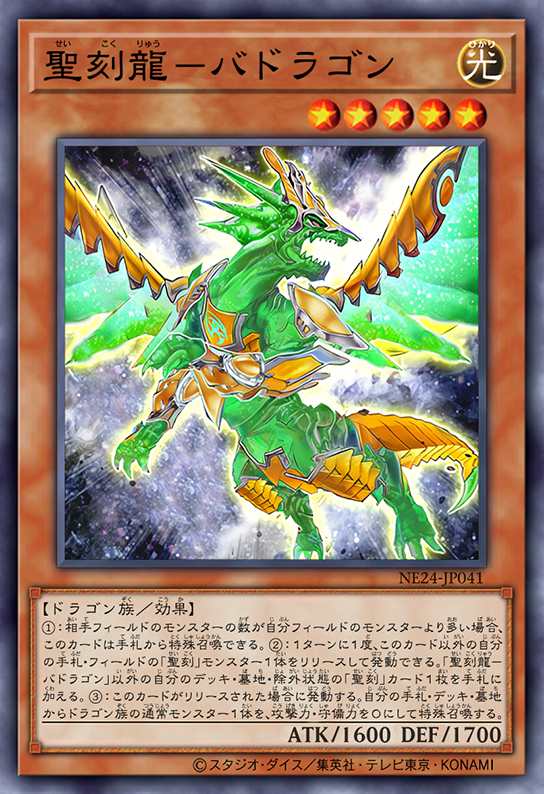 聖刻龍－バドラゴン
光
NE24-JP041
【ドラゴン族／効果】
①：相手フィールドのモンスターの数が自分フィールドのモンスターより多い場合、
このカードは手札から特殊召喚できる。②：１ターンに１度、このカード以外の自分
の手札・フィールドの「聖刻」モンスター１体をリリースして発動できる。「聖刻龍－
バドラゴン」以外の自分のデッキ・墓地・除外状態の「聖刻」カード１枚を手札に
加える。③：このカードがリリースされた場合に発動する。自分の手札・デッキ・墓地
からドラゴン族の通常モンスター１体を、攻撃力・守備力を０にして特殊召喚する。
ATK/1600 DEF/1700
©スタジオ・ダイス／集英社・テレビ東京・KONAMI